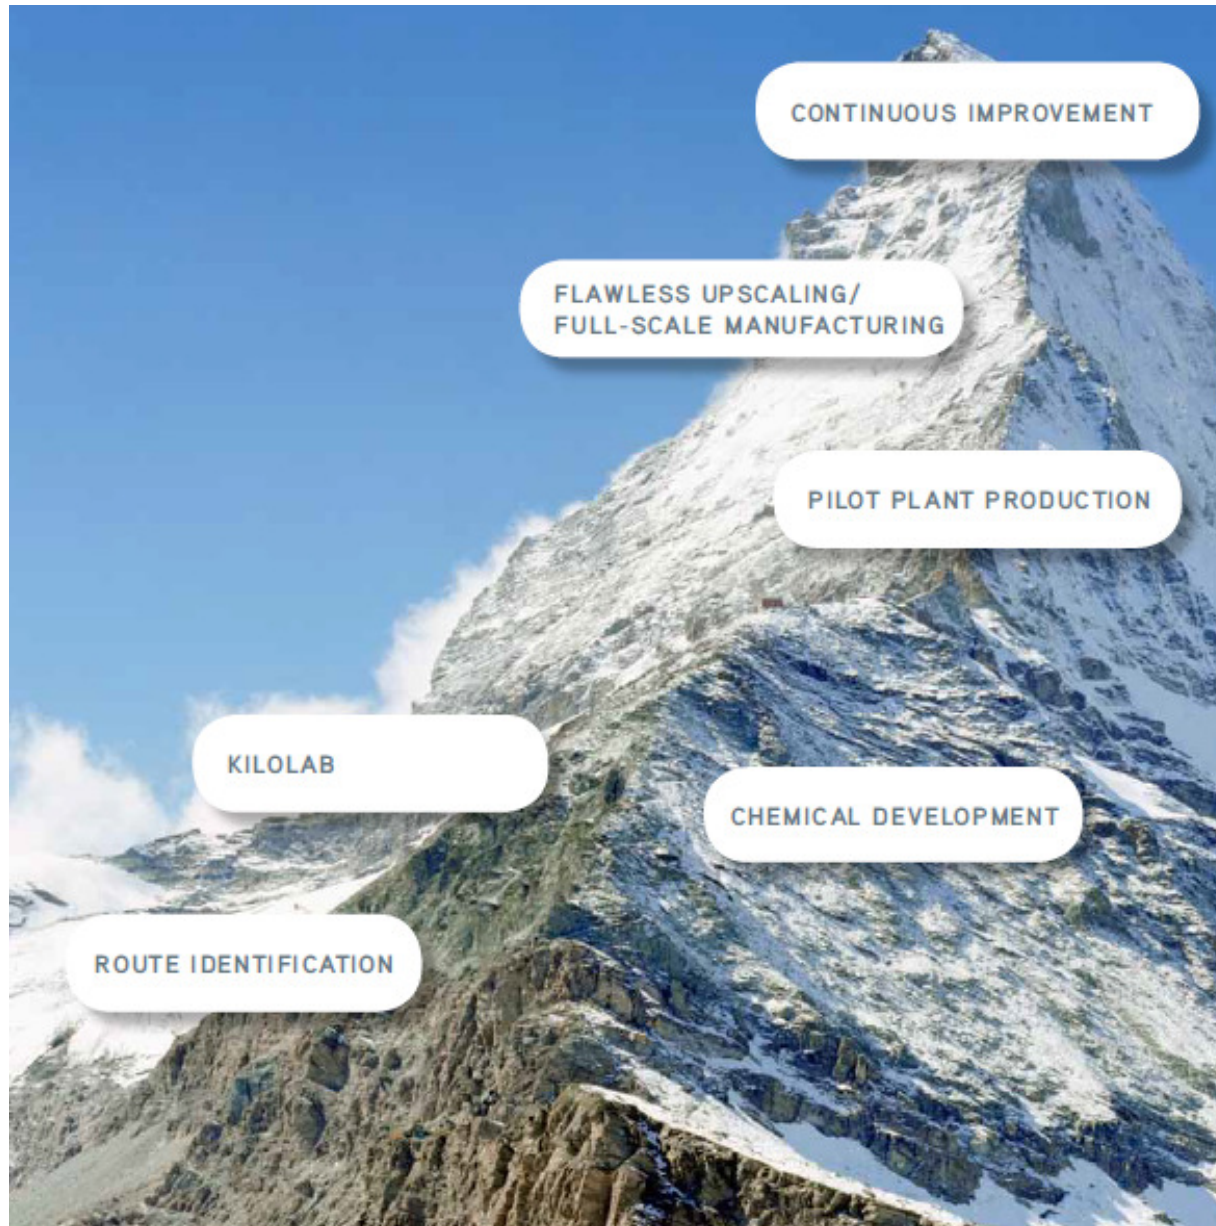 CONTINUOUS IMPROVEMENT
FLAWLESS UPSCALING/
FULL-SCALE MANUFACTURING
PILOT PLANT PRODUCTION
KILOLAB
CHEMICAL DEVELOPMENT
ROUTE IDENTIFICATION